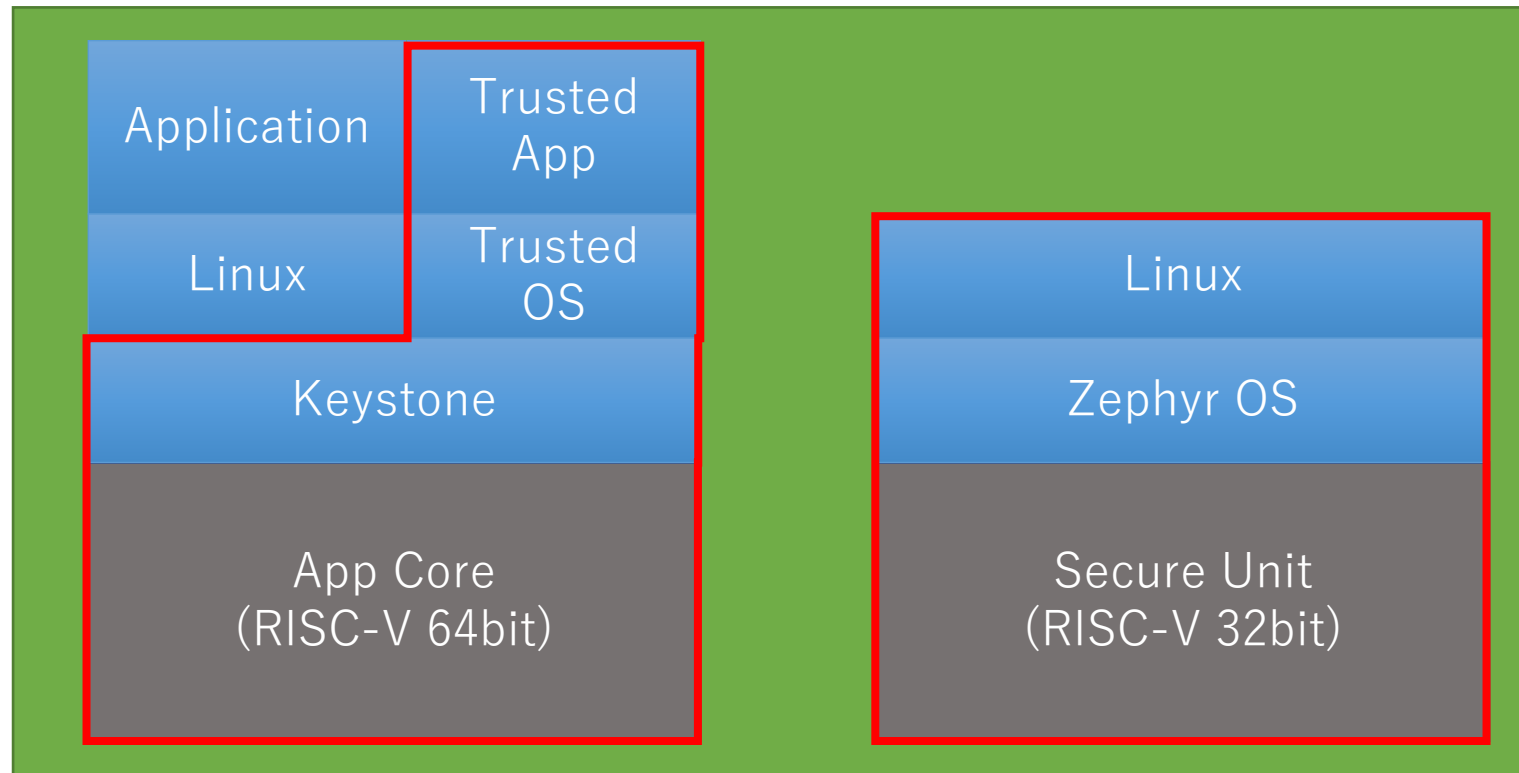 Application
Trusted
App
Linux
Trusted
OS
Keystone
App Core
(RISC-V 64bit)
Linux
Zephyr OS
Secure Unit
(RISC-V 32bit)